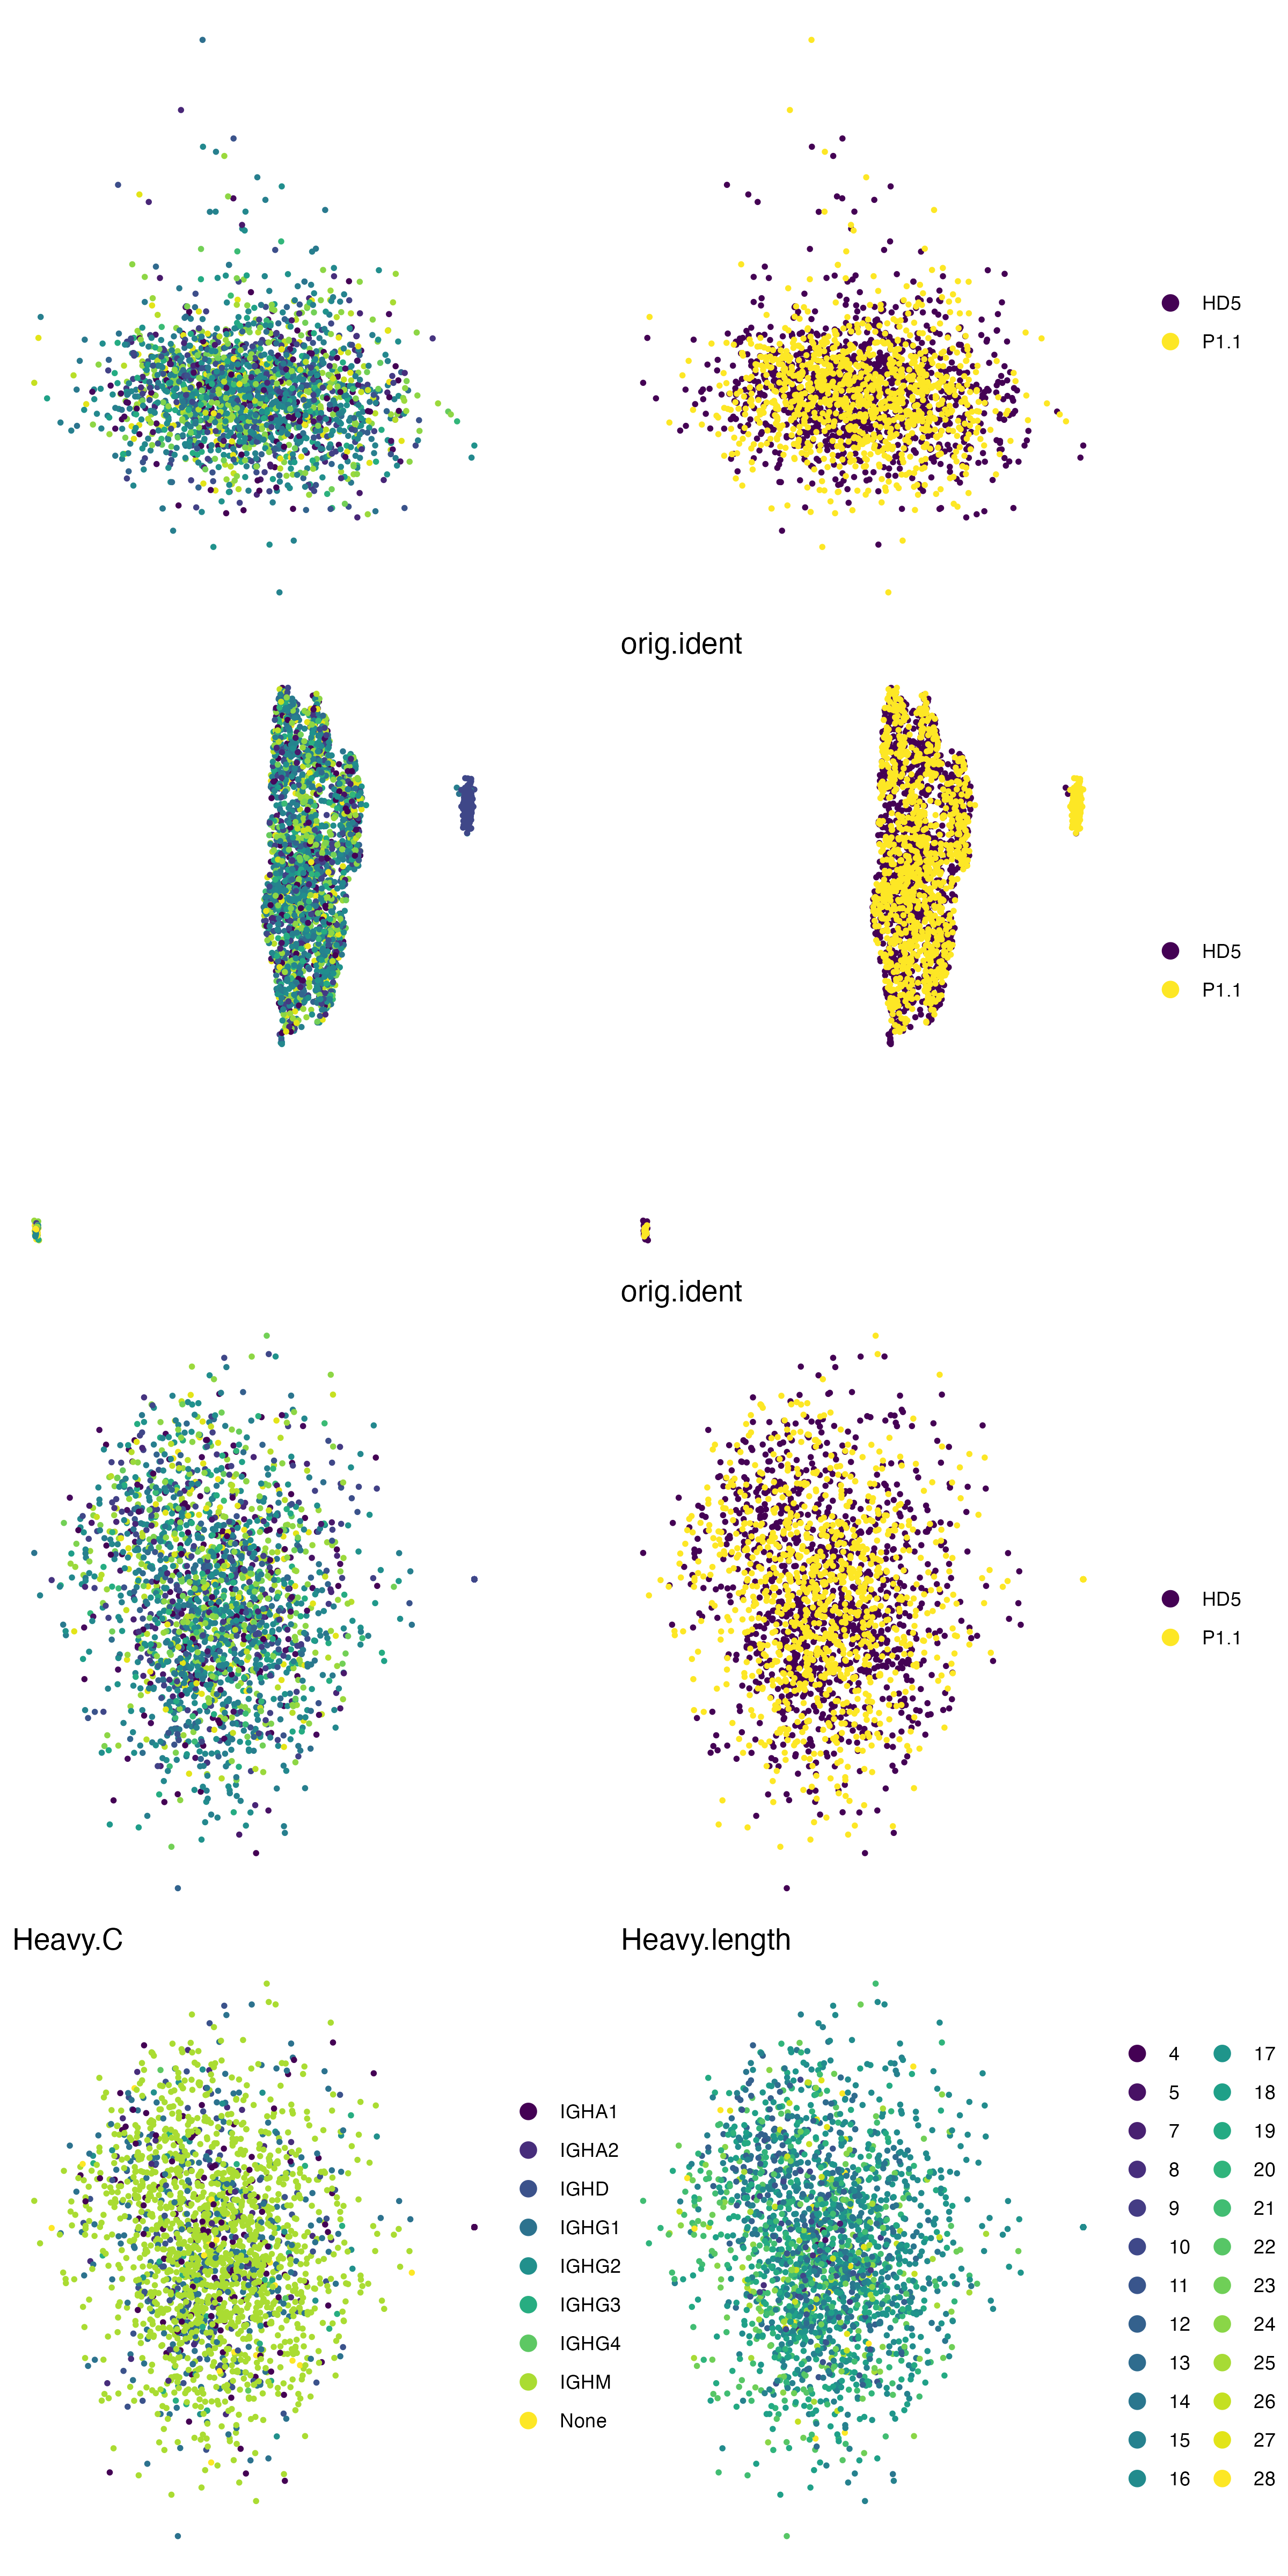 HD5
P1.1
orig.ident
HD5
P1.1
orig.ident
HD5
P1.1
Heavy.C
Heavy.length
IGHA1
IGHA2
IGHD
IGHG1
IGHG2
IGHG3
IGHG4
IGHM
None
4 17
5 18
7 19
8 20
9 21
10 22
11 23
12 24
13 25
14 26
15 27
16 28